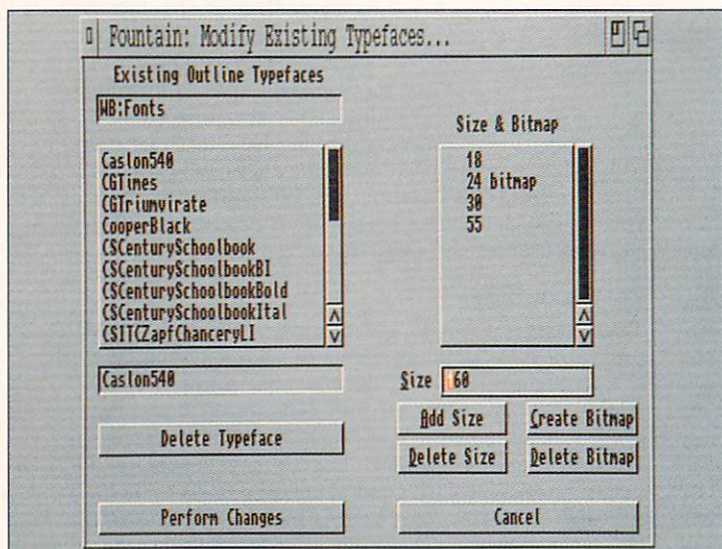 Fountain: Modify Existing Typefaces...
Existing Outline Typefaces
WB:Fonts
Caslon540
CGTimes
CGTriumvirate
CooperBlack
CSCenturySchoolbook
CSCenturySchoolbookBI
CSCenturySchoolbookBold
CSCenturySchoolbookItal
CSITCZapfChanceryLI
Caslon540
Delete Typeface
Perform Changes
Size & Bitmap
18
24 bitmap
30
55
Size 60
Add Size
Create Bitmap
Delete Size
Delete Bitmap
Cancel